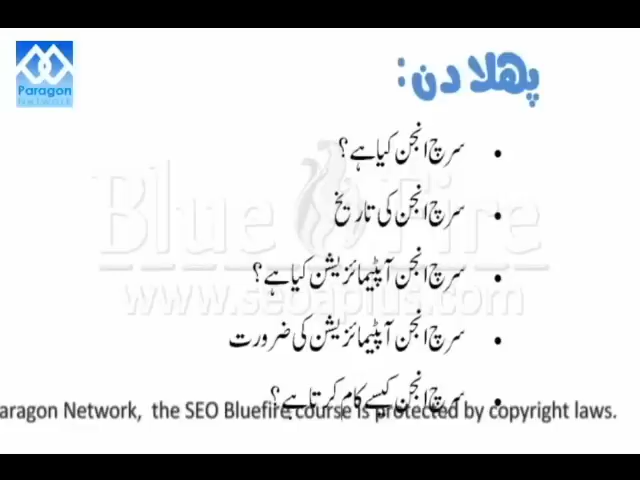 Paragon
Network
پھلا دن:
سرچ انجن کیا ہے؟
سرچ انجن کی تاریخ
Blue Fire
سرچ انجن آپٹیمائزیشن کیا ہے؟
www.seoaplus.com
سرچ انجن آپٹیمائزیشن کی ضرورت
سرچ انجن کیسے کام کرتا ہے؟
aragon Network, the SEO Bluefire course is protected by copyright laws.